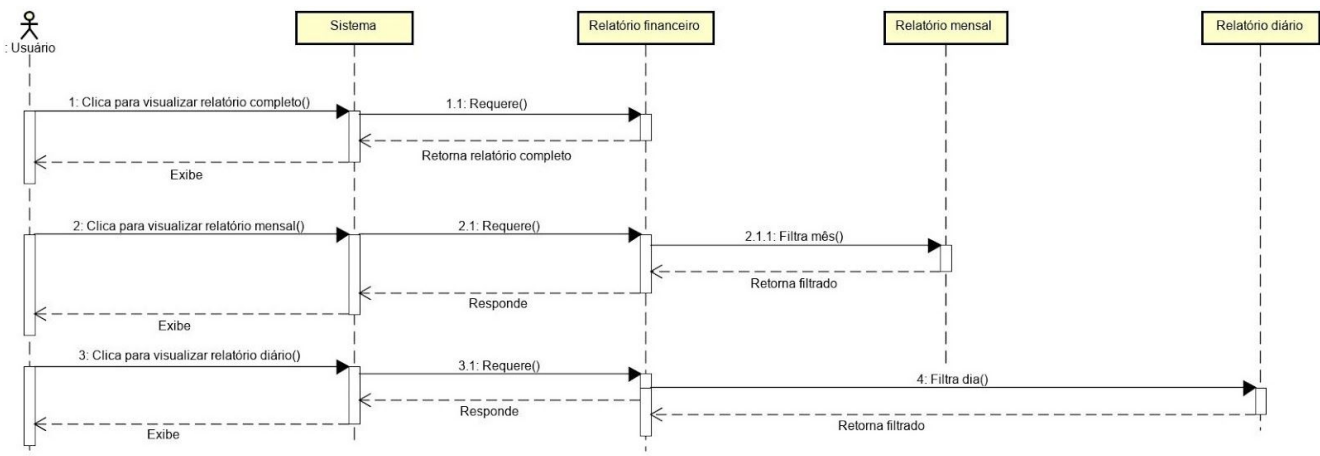 Sistema
Relatório financeiro
Relatório mensal
Relatório diário
: Usuário
1: Clica para visualizar relatório completo()
1.1: Requere()
Retorna relatório completo
Exibe
2: Clica para visualizar relatório mensal()
2.1: Requere()
2.1.1: Filtra mês()
Retorna filtrado
Responde
Exibe
3: Clica para visualizar relatório diário()
3.1: Requere()
4: Filtra dia()
Responde
Retorna filtrado
Exibe